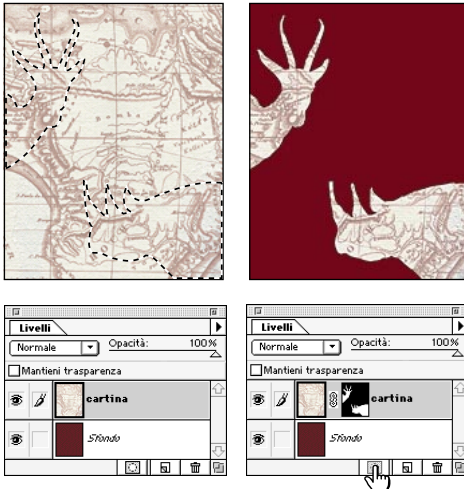 Livelli
Normale Opacità: 100%
Mantieni trasparenza
cartina
Sfondo
Livelli
Normale Opacità: 100%
Mantieni trasparenza
cartina
Sfondo